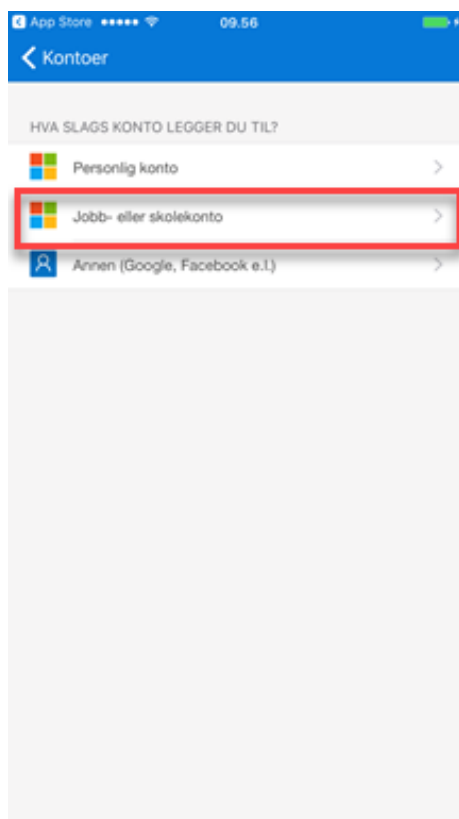 App Store 09.56
Kontoer
HVA SLAGS KONTO LEGGER DU TIL?
Personlig konto
Jobb- eller skolekonto
Annen (Google, Facebook e.l.)